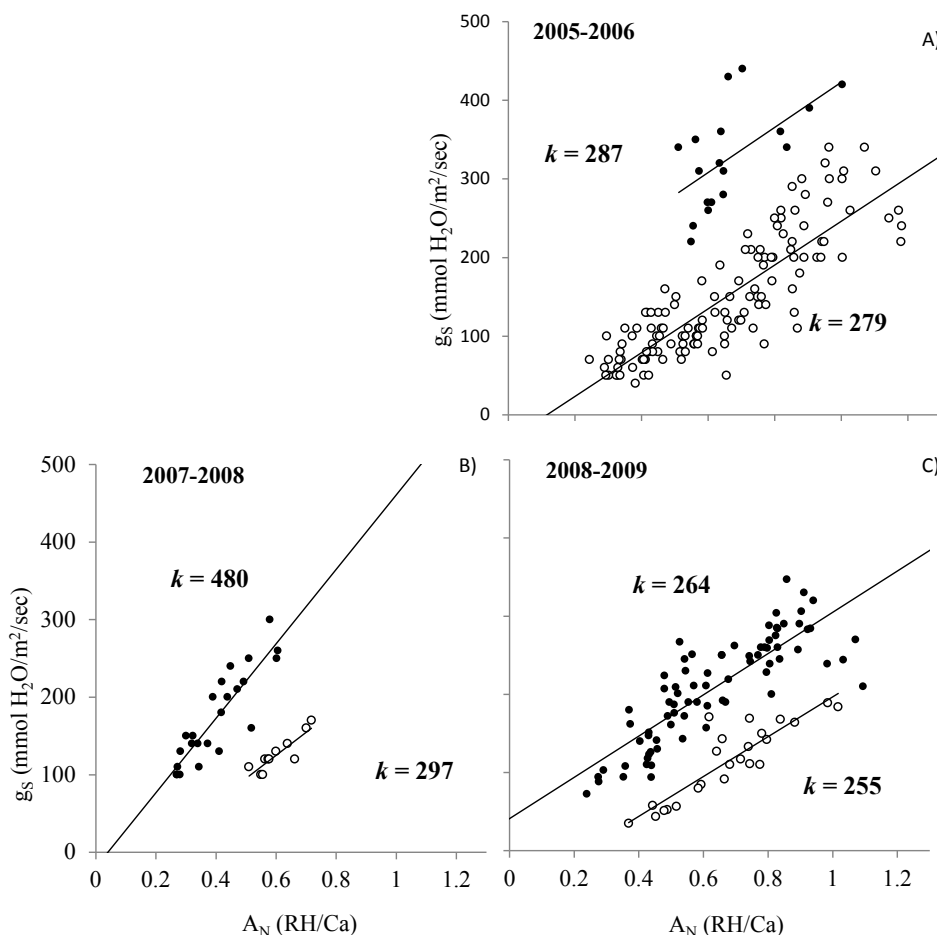 500
2005-2006
A)
400
k = 287
300
200
k = 279
100
0
gS (mmol H2O/m2/sec)
500
2007-2008
B)
400
k = 480
300
200
k = 297
100
0
gS (mmol H2O/m2/sec)
0 0.2 0.4 0.6 0.8 1 1.2
AN (RH/Ca)
2008-2009
C)
k = 264
k = 255
0 0.2 0.4 0.6 0.8 1 1.2
AN (RH/Ca)